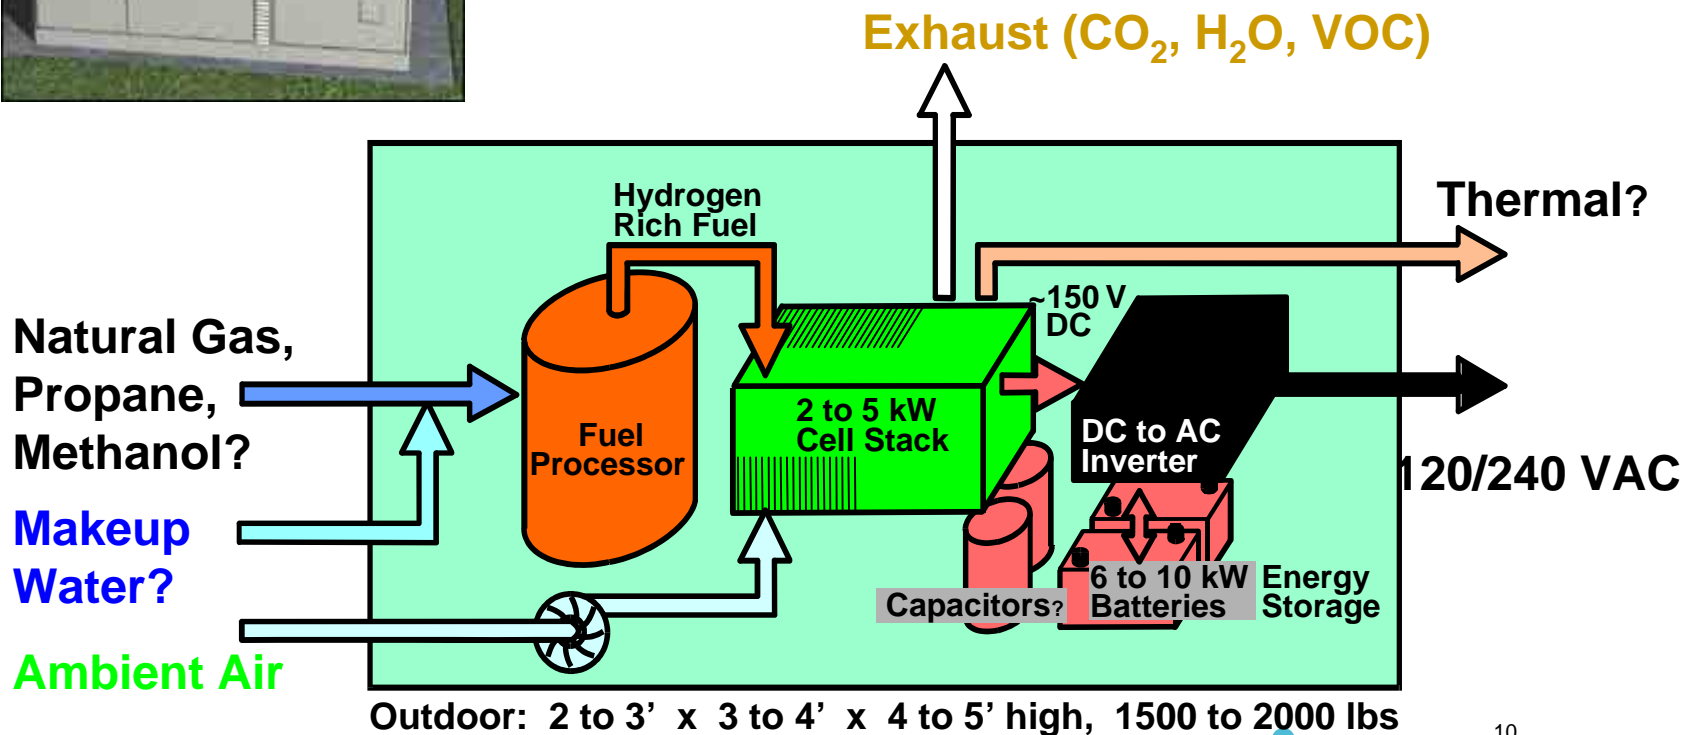 Exhaust (CO₂, H₂O, VOC)
Hydrogen
Rich Fuel
Thermal?
~150 V
DC
Natural Gas,
Propane,
Methanol?
Fuel
Processor
2 to 5 kW
Cell Stack
DC to AC
Inverter
120/240 VAC
Makeup
Water?
Capacitors?
6 to 10 kW
Batteries
Energy
Storage
Ambient Air
Outdoor: 2 to 3’ x 3 to 4’ x 4 to 5’ high, 1500 to 2000 lbs
10